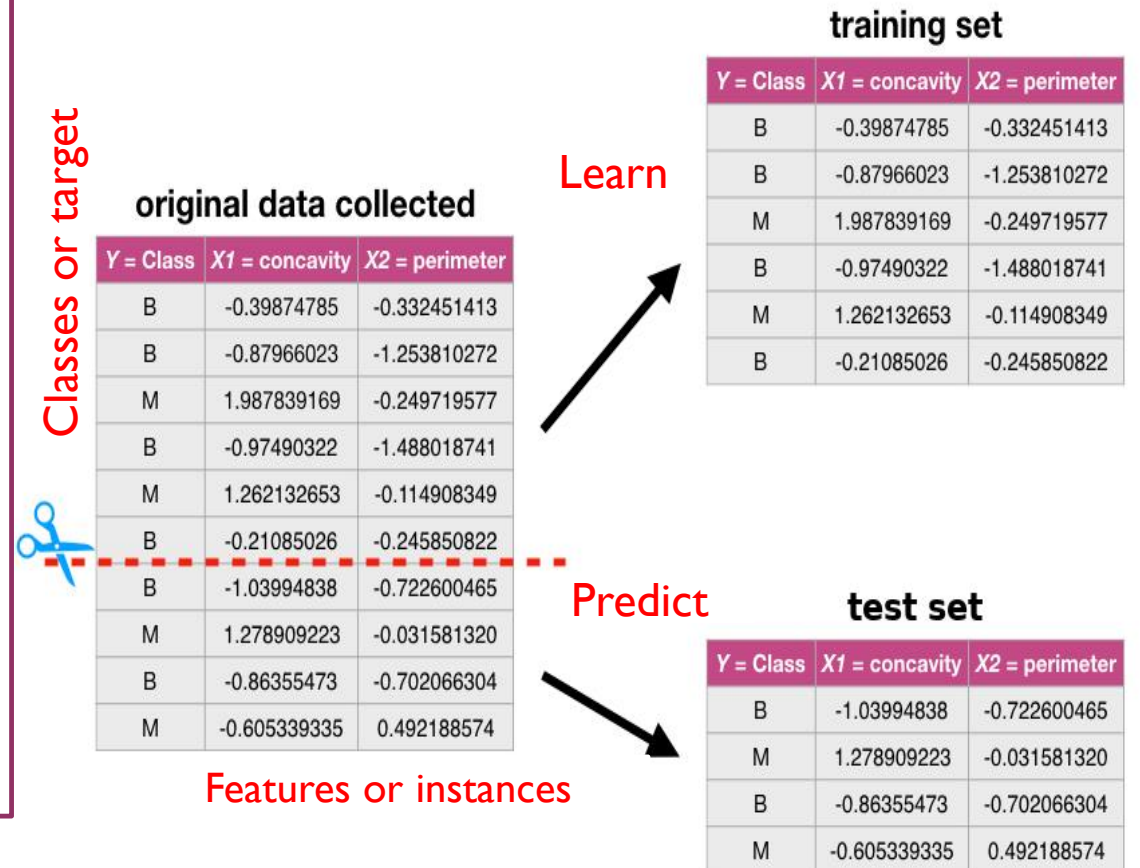 Classes or target
original data collected
Y = Class X1 = concavity X2 = perimeter
B -0.39874785 -0.332451413
B -0.87966023 -1.253810272
M 1.987839169 -0.249719577
B -0.97490322 -1.488018741
M 1.262132653 -0.114908349
B -0.21085026 -0.245850822
B -1.03994838 -0.722600465
M 1.278909223 -0.031581320
B -0.86355473 -0.702066304
M -0.605339335 0.492188574
Features or instances
Learn
training set
Y = Class X1 = concavity X2 = perimeter
B -0.39874785 -0.332451413
B -0.87966023 -1.253810272
M 1.987839169 -0.249719577
B -0.97490322 -1.488018741
M 1.262132653 -0.114908349
B -0.21085026 -0.245850822
Predict
test set
Y = Class X1 = concavity X2 = perimeter
B -1.03994838 -0.722600465
M 1.278909223 -0.031581320
B -0.86355473 -0.702066304
M -0.605339335 0.492188574